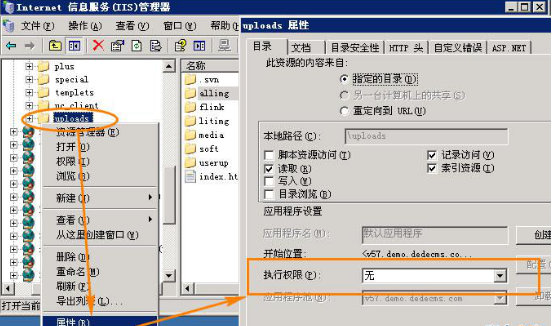 Internet 信息服务(IIS)管理器
文件(F) 操作(A) 查看(V) 窗口(W) 帮助(
plus
special
templets
uc_client
uploads
资源管理器(E)
打开(O)
权限(I)
浏览(B)
新建(N)
查看(V)
从这里创建窗口(W)
删除(D)
重命名(M)
刷新(F)
导出列表(L)...
属性(R)
打开当前
名称
.svn
allimg
flink
litimg
media
soft
userup
index.ht
uploads 属性
目录 文档 目录安全性 HTTP 头 自定义错误 ASP.NET
此资源的内容来自:
指定的目录(D)
另一台计算机上的共享(S)
重定向到 URL(U)
本地路径(C): \uploads
脚本资源访问(T) 记录访问(V)
读取(R) 索引资源(I)
写入(W)
目录浏览(B)
应用程序设置
应用程序名(M): 默认应用程序 创建
开始位置: <v57.demo.dedecms.co...
执行权限(P): 无 配置(
应用程序池(N): v57.demo.dedecms.com 卸载